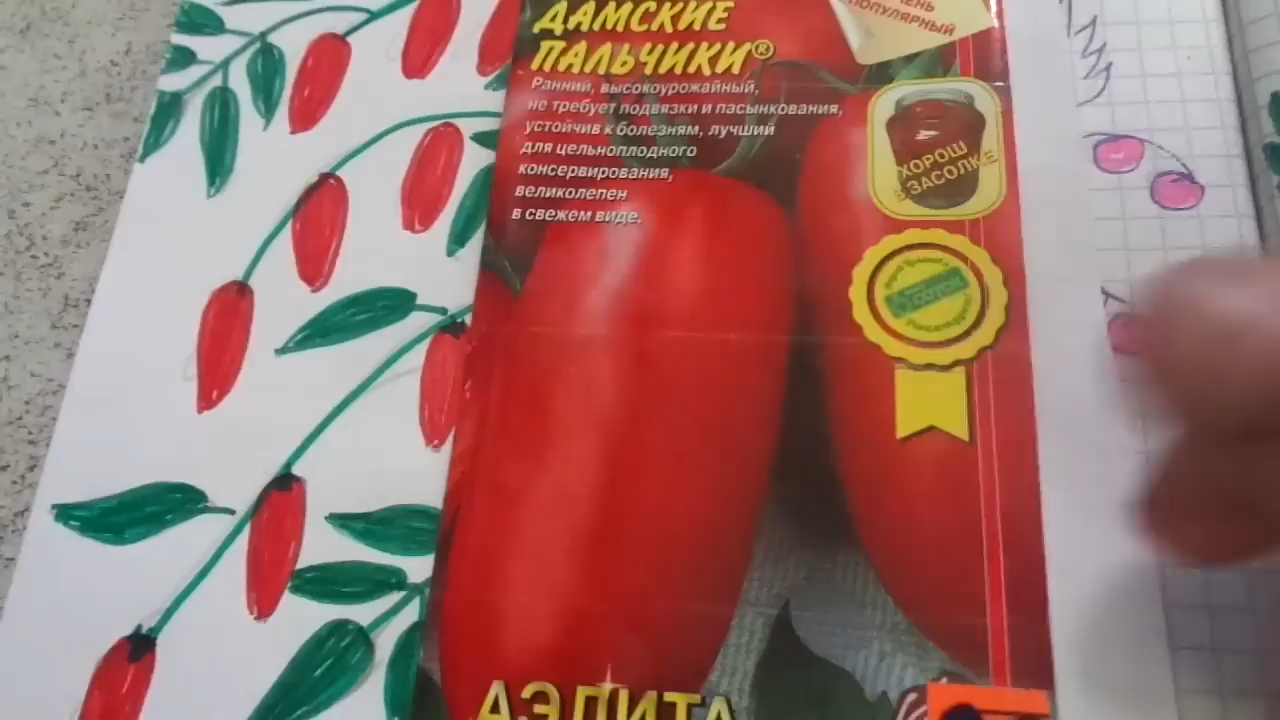 ДАМСКИЕ
ПАЛЬЧИКИ®
ПОПУЛЯРНЫЙ
Ранний, высокоурожайный,
не требует подвязки и пасынкования,
устойчив к болезням, лучший
для цельноплодного
консервирования,
великолепен
в свежем виде.
ХОРОШ
В ЗАСОЛКЕ
АЭЛИТА